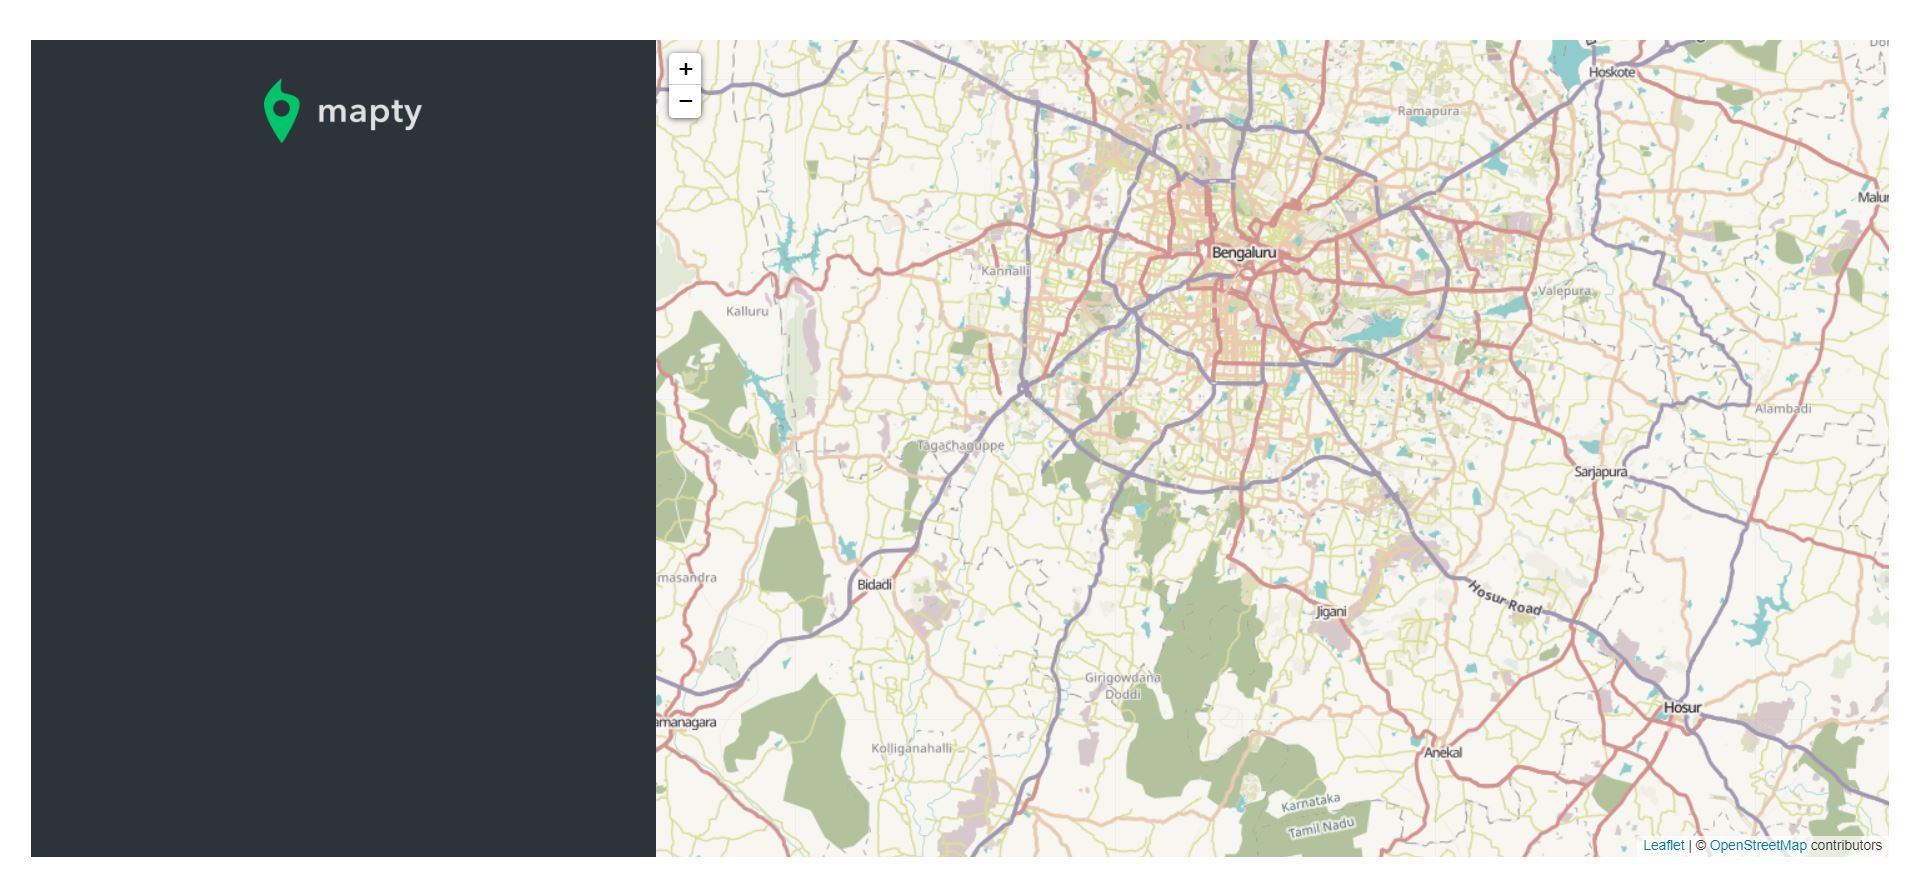 mapty
+
−
Hoskote
Ramapura
Bengaluru
Kannalli
Valepura
Kalluru
Alambadi
Tagachaguppe
Sarjapura
masandra
Bidadi
Hosur Road
Jigani
Girigowdana
Doddi
Hosur
amanagara
Kolliganahalli
Anekal
Karnataka
Tamil Nadu
Leaflet | © OpenStreetMap contributors